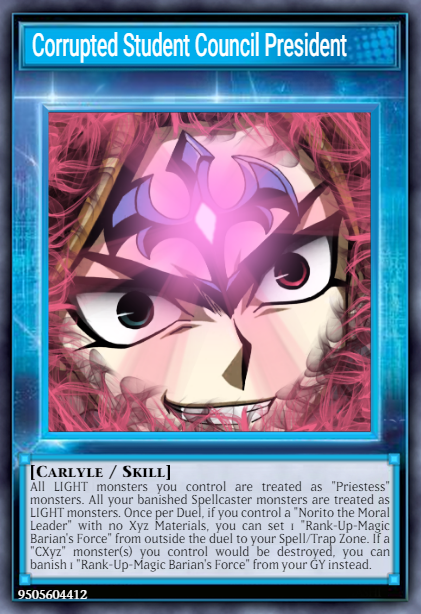 Corrupted Student Council President
[Carlyle / Skill]
All LIGHT monsters you control are treated as "Priestess"
monsters. All your banished Spellcaster monsters are treated as
LIGHT monsters. Once per Duel, if you control a "Norito the Moral
Leader" with no Xyz Materials, you can set 1 "Rank-Up-Magic
Barian's Force" from outside the duel to your Spell/Trap Zone. If a
"CXyz" monster(s) you control would be destroyed, you can
banish 1 "Rank-Up-Magic Barian's Force" from your GY instead.
9505604412